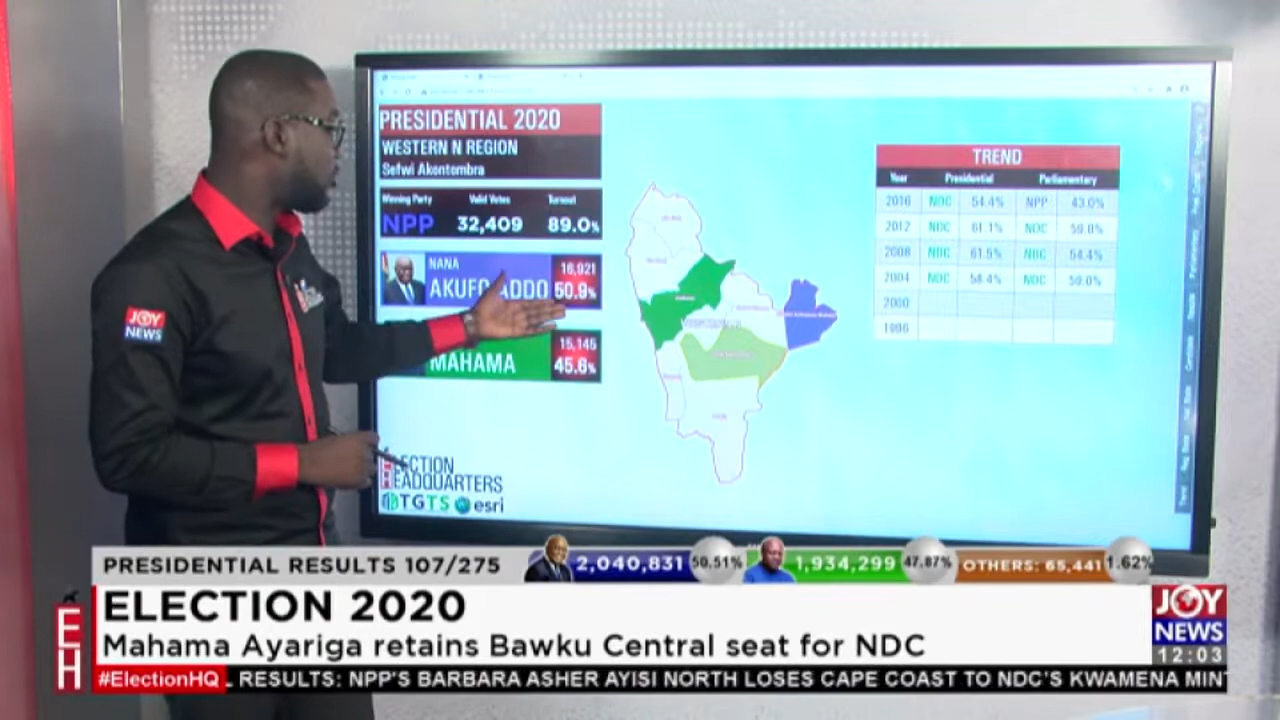 PRESIDENTIAL 2020
WESTERN N REGION
Sefwi Akontombra
Winning Party Valid Votes Turnout
NPP 32,409 89.0%
NANA
AKUFO ADDO
16,921
50.9%
MAHAMA
15,145
45.6%
TREND
Year Presidential Parliamentary
2016 NDC 54.4% NPP 43.0%
2012 NDC 61.1% NDC 59.0%
2008 NDC 61.5% NDC 54.4%
2004 NDC 58.4% NDC 50.0%
2000
1996
JOY
NEWS
ECTION
EADQUARTERS
TGTS esri
PRESIDENTIAL RESULTS 107/275
2,040,831 50.51%
1,934,299 47.87%
OTHERS: 65,441 1.62%
EH
ELECTION 2020
Mahama Ayariga retains Bawku Central seat for NDC
JOY
NEWS
12:03
#ElectionHQ
RESULTS: NPP'S BARBARA ASHER AYISI NORTH LOSES CAPE COAST TO NDC'S KWAMENA MIN